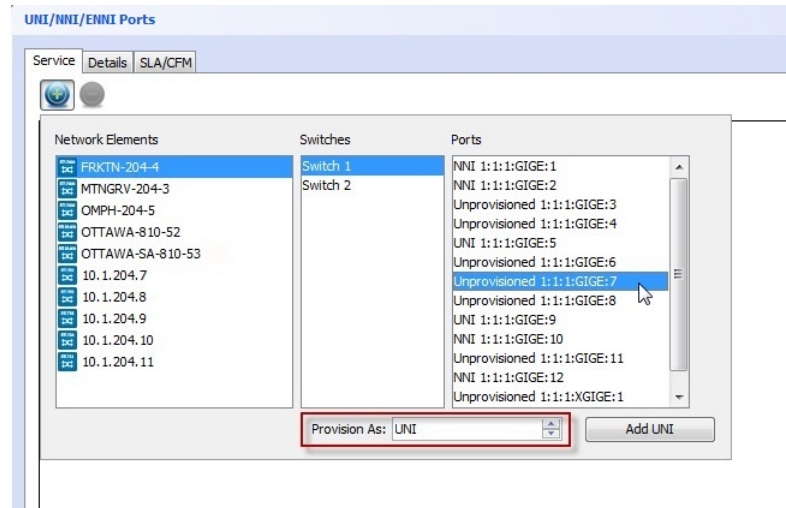 UNI/NNI/ENNI Ports
Service Details SLA/CFM
Network Elements
FRKTN-204-4
MTNGRV-204-3
OMPH-204-5
OTTAWA-810-52
OTTAWA-SA-810-53
10.1.204.7
10.1.204.8
10.1.204.9
10.1.204.10
10.1.204.11
Switches
Switch 1
Switch 2
Ports
NNI 1:1:1:GIGE:1
NNI 1:1:1:GIGE:2
Unprovisioned 1:1:1:GIGE:3
Unprovisioned 1:1:1:GIGE:4
UNI 1:1:1:GIGE:5
Unprovisioned 1:1:1:GIGE:6
Unprovisioned 1:1:1:GIGE:7
Unprovisioned 1:1:1:GIGE:8
UNI 1:1:1:GIGE:9
NNI 1:1:1:GIGE:10
Unprovisioned 1:1:1:GIGE:11
NNI 1:1:1:GIGE:12
Unprovisioned 1:1:1:XGIGE:1
Provision As: UNI
Add UNI